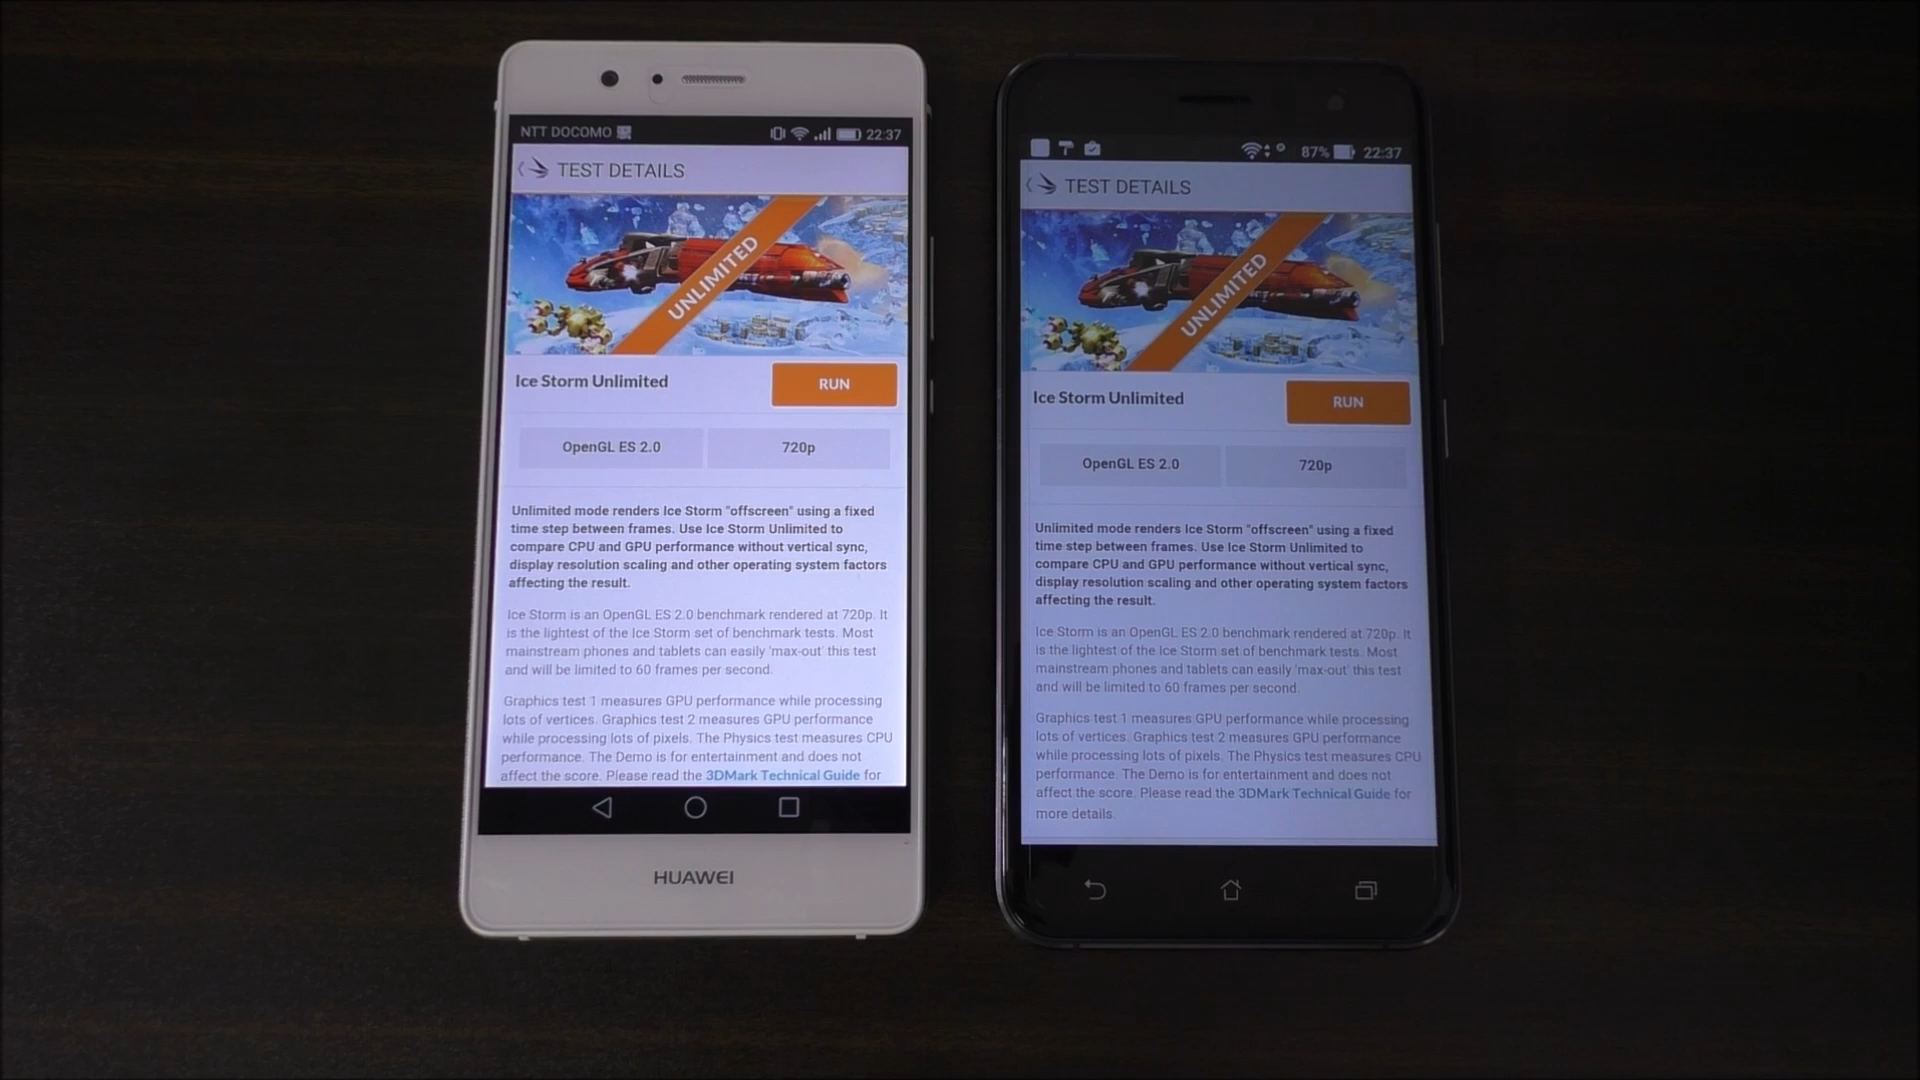 NTT DOCOMO
22:37
TEST DETAILS
UNLIMITED
Ice Storm Unlimited
RUN
OpenGL ES 2.0
720p
Unlimited mode renders Ice Storm "offscreen" using a fixed
time step between frames. Use Ice Storm Unlimited to
compare CPU and GPU performance without vertical sync,
display resolution scaling and other operating system factors
affecting the result.
Ice Storm is an OpenGL ES 2.0 benchmark rendered at 720p. It
is the lightest of the Ice Storm set of benchmark tests. Most
mainstream phones and tablets can easily 'max-out' this test
and will be limited to 60 frames per second.
Graphics test 1 measures GPU performance while processing
lots of vertices. Graphics test 2 measures GPU performance
while processing lots of pixels. The Physics test measures CPU
performance. The Demo is for entertainment and does not
affect the score. Please read the 3DMark Technical Guide for
HUAWEI
87%
22:37
TEST DETAILS
UNLIMITED
Ice Storm Unlimited
RUN
OpenGL ES 2.0
720p
Unlimited mode renders Ice Storm "offscreen" using a fixed
time step between frames. Use Ice Storm Unlimited to
compare CPU and GPU performance without vertical sync,
display resolution scaling and other operating system factors
affecting the result.
Ice Storm is an OpenGL ES 2.0 benchmark rendered at 720p. It
is the lightest of the Ice Storm set of benchmark tests. Most
mainstream phones and tablets can easily 'max-out' this test
and will be limited to 60 frames per second.
Graphics test 1 measures GPU performance while processing
lots of vertices. Graphics test 2 measures GPU performance
while processing lots of pixels. The Physics test measures CPU
performance. The Demo is for entertainment and does not
affect the score. Please read the 3DMark Technical Guide for
more details.